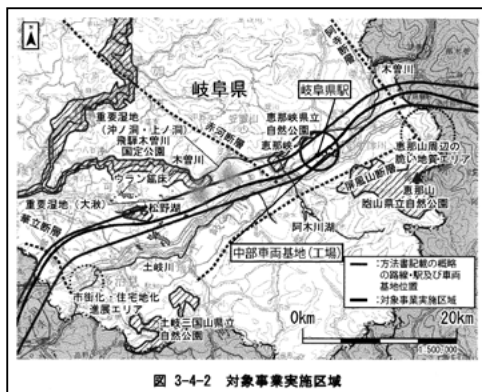 木曽川
岐阜県
岐阜県駅
重要湿地
(沖ノ洞・上ノ洞)
飛騨木曽川
国定公園
赤河断層
恵那峡県立
自然公園
恵那峡
木曽川
恵那山周辺の
脆い地質エリア
ウラン鉱床
屏風山断層
恵那山
胞山県立自然公園
重要湿地(大湫)
松野湖
華立断層
阿木川湖
中部車両基地(工場)
土岐川
市街化・住宅地化
進展エリア
土岐三国山県立
自然公園
:方法書記載の概略
の路線・駅及び車両
基地位置
:対象事業実施区域
0km
20km
1:500,000
図 3-4-2 対象事業実施区域